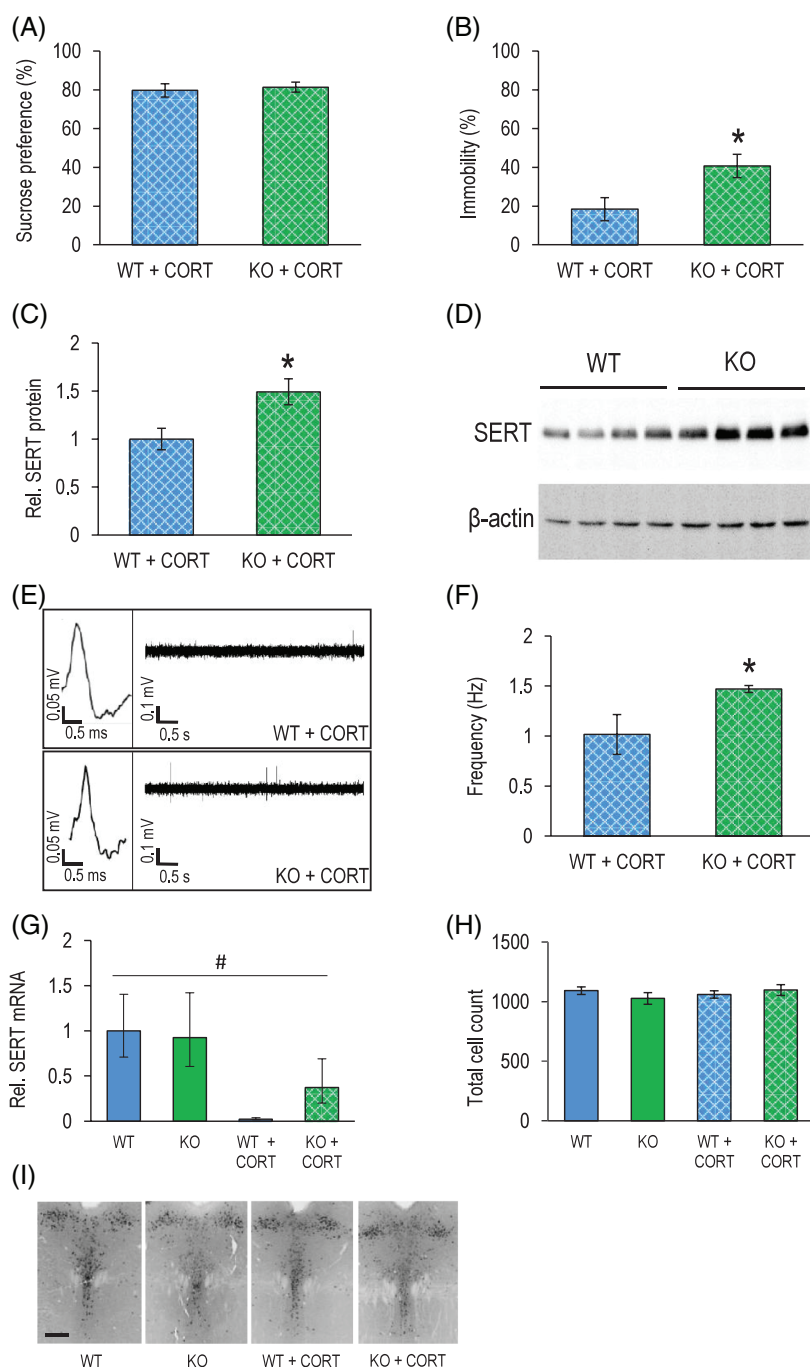 (A)
100
80
60
40
20
0
Sucrose preference (%)
WT + CORT
KO + CORT
(B)
100
80
60
40
20
0
Immobility (%)
*
WT + CORT
KO + CORT
(C)
2
1.5
1
0.5
0
Rel. SERT protein
*
WT + CORT
KO + CORT
(D)
WT
KO
SERT
β-actin
(E)
0.05 mV
0.5 ms
0.1 mV
0.5 s
WT + CORT
0.05 mV
0.5 ms
0.1 mV
0.5 s
KO + CORT
(F)
2
1.5
1
0.5
0
Frequency (Hz)
*
WT + CORT
KO + CORT
(G)
2
1.5
1
0.5
0
Rel. SERT mRNA
#
WT
KO
WT +
CORT
KO +
CORT
(H)
1500
1000
500
0
Total cell count
WT
KO
WT +
CORT
KO +
CORT
(I)
WT
KO
WT + CORT
KO + CORT